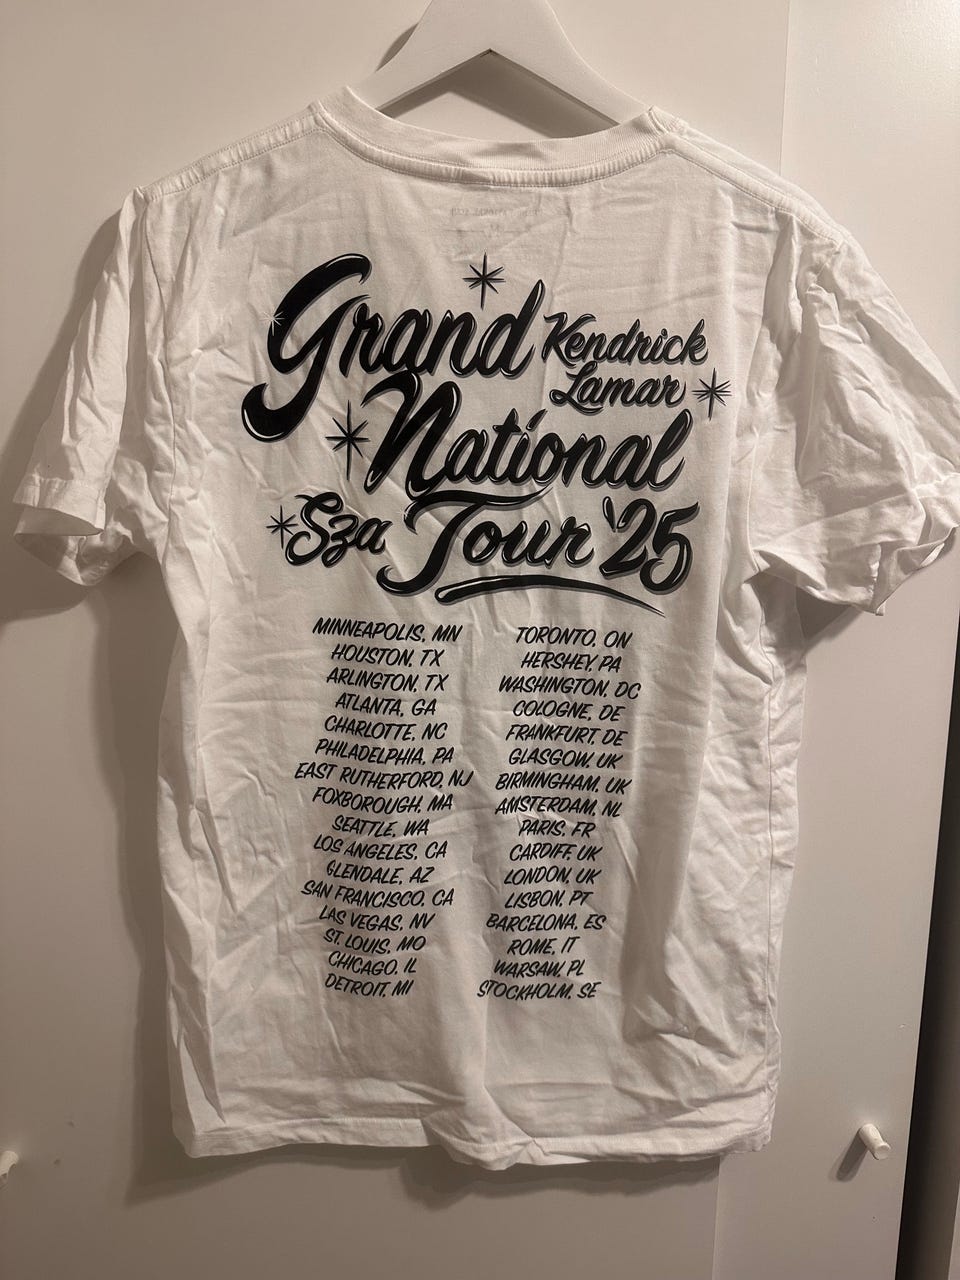 Grand
Kendrick
Lamar
National
Sza
Tour '25
MINNEAPOLIS, MN
HOUSTON, TX
ARLINGTON, TX
ATLANTA, GA
CHARLOTTE, NC
PHILADELPHIA, PA
EAST RUTHERFORD, NJ
FOXBOROUGH, MA
SEATTLE, WA
LOS ANGELES, CA
GLENDALE, AZ
SAN FRANCISCO, CA
LAS VEGAS, NV
ST. LOUIS, MO
CHICAGO, IL
DETROIT, MI
TORONTO, ON
HERSHEY, PA
WASHINGTON, DC
COLOGNE, DE
FRANKFURT, DE
GLASGOW, UK
BIRMINGHAM, UK
AMSTERDAM, NL
PARIS, FR
CARDIFF, UK
LONDON, UK
LISBON, PT
BARCELONA, ES
ROME, IT
WARSAW, PL
STOCKHOLM, SE